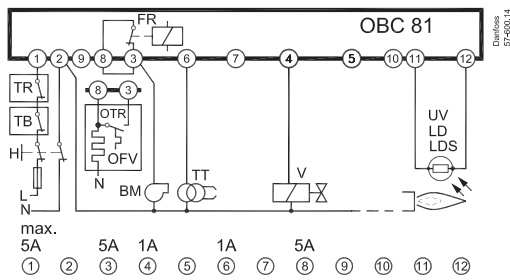 FR
OBC 81
Danfoss
57-600.14
1 2 9 8 3 6 7 4 5 10 11 12
TR
8 3
OTR
TB
UV
LD
LDS
H
OFV
TT
V
BM
L
N
N
max.
5A 5A 1A 1A 5A
1 2 3 4 5 6 7 8 9 10 11 12